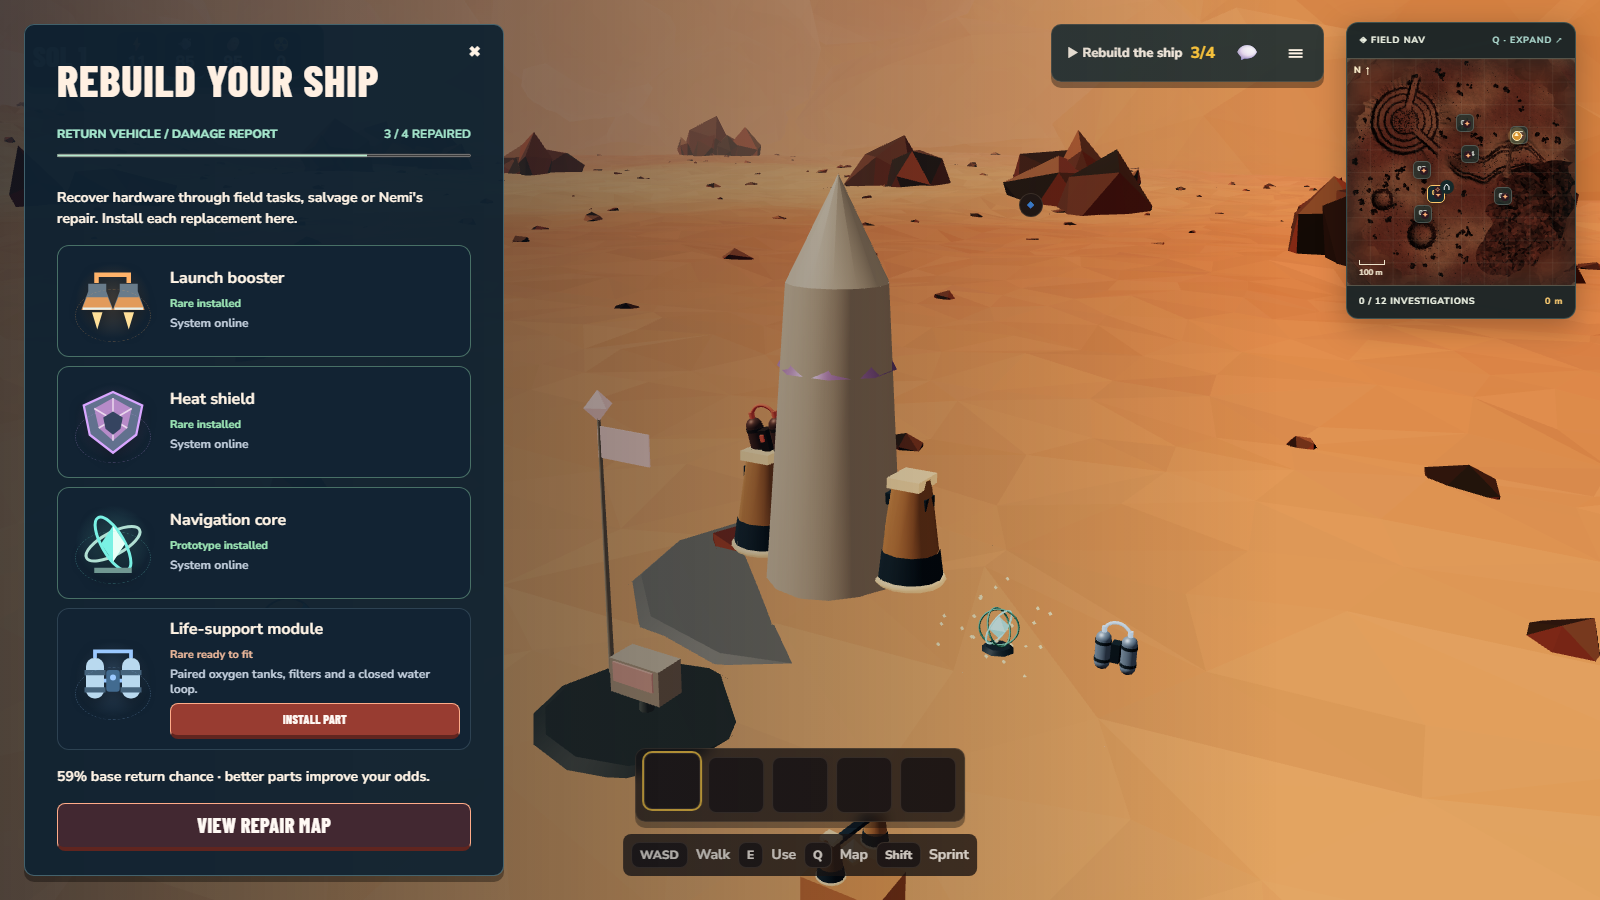 REBUILD YOUR SHIP
RETURN VEHICLE / DAMAGE REPORT
3 / 4 REPAIRED
Recover hardware through field tasks, salvage or Nemi's
repair. Install each replacement here.
Launch booster
Rare installed
System online
Heat shield
Rare installed
System online
Navigation core
Prototype installed
System online
Life-support module
Rare ready to fit
Paired oxygen tanks, filters and a closed water
loop.
INSTALL PART
59% base return chance · better parts improve your odds.
VIEW REPAIR MAP
▶ Rebuild the ship 3/4
◆ FIELD NAV
Q · EXPAND ↗
N ↑
100 m
0 / 12 INVESTIGATIONS
0 m
WASD Walk E Use Q Map Shift Sprint